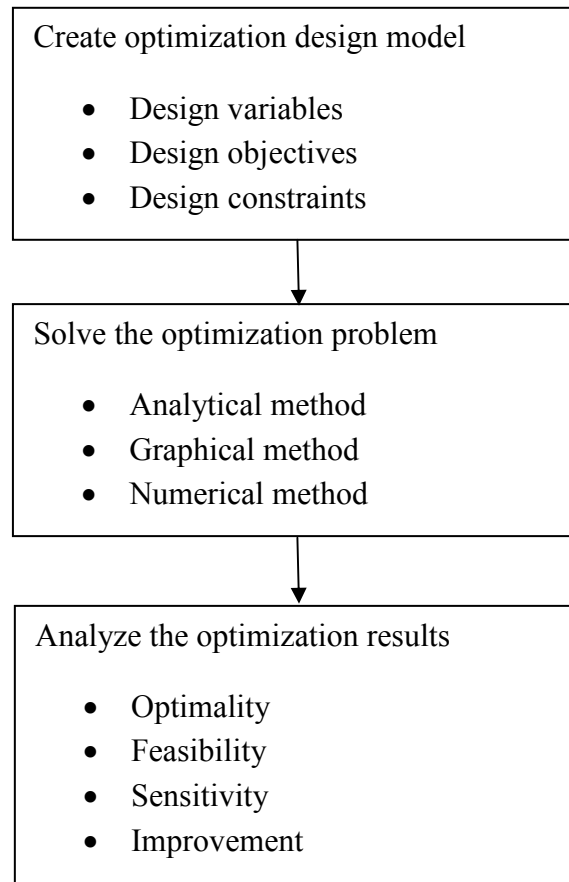 Create optimization design model
• Design variables
• Design objectives
• Design constraints
Solve the optimization problem
• Analytical method
• Graphical method
• Numerical method
Analyze the optimization results
• Optimality
• Feasibility
• Sensitivity
• Improvement